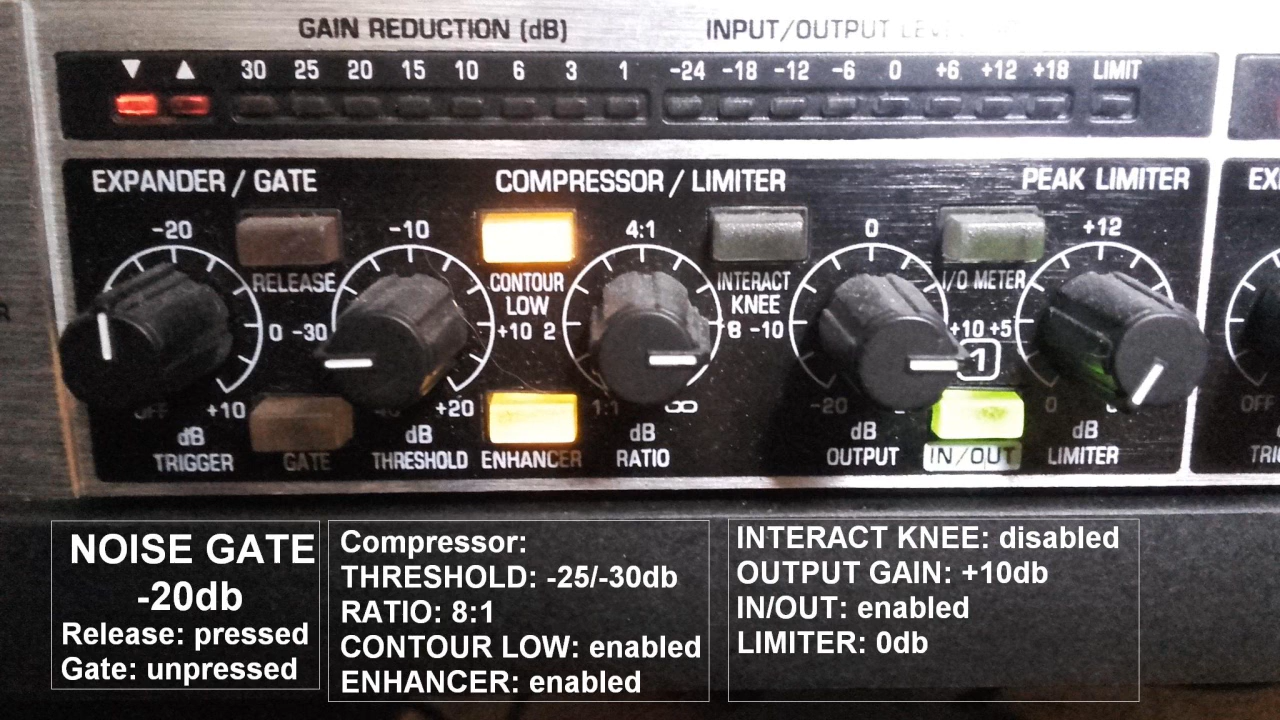 GAIN REDUCTION (dB) INPUT/OUTPUT
▼ ▲ 30 25 20 15 10 6 3 1 -24 -18 -12 -6 0 +6 +12 +18 LIMIT
EXPANDER / GATE COMPRESSOR / LIMITER PEAK LIMITER
-20 -10 4:1 0 +12
RELEASE CONTOUR LOW INTERACT KNEE I/O METER
0 -30 +10 2 8 -10 +10 +5
1
OFF +10 +20 1:1 ∞ -20 0 OFF
dB dB dB dB dB
TRIGGER GATE THRESHOLD ENHANCER RATIO OUTPUT IN/OUT LIMITER
NOISE GATE
-20db
Release: pressed
Gate: unpressed
Compressor:
THRESHOLD: -25/-30db
RATIO: 8:1
CONTOUR LOW: enabled
ENHANCER: enabled
INTERACT KNEE: disabled
OUTPUT GAIN: +10db
IN/OUT: enabled
LIMITER: 0db